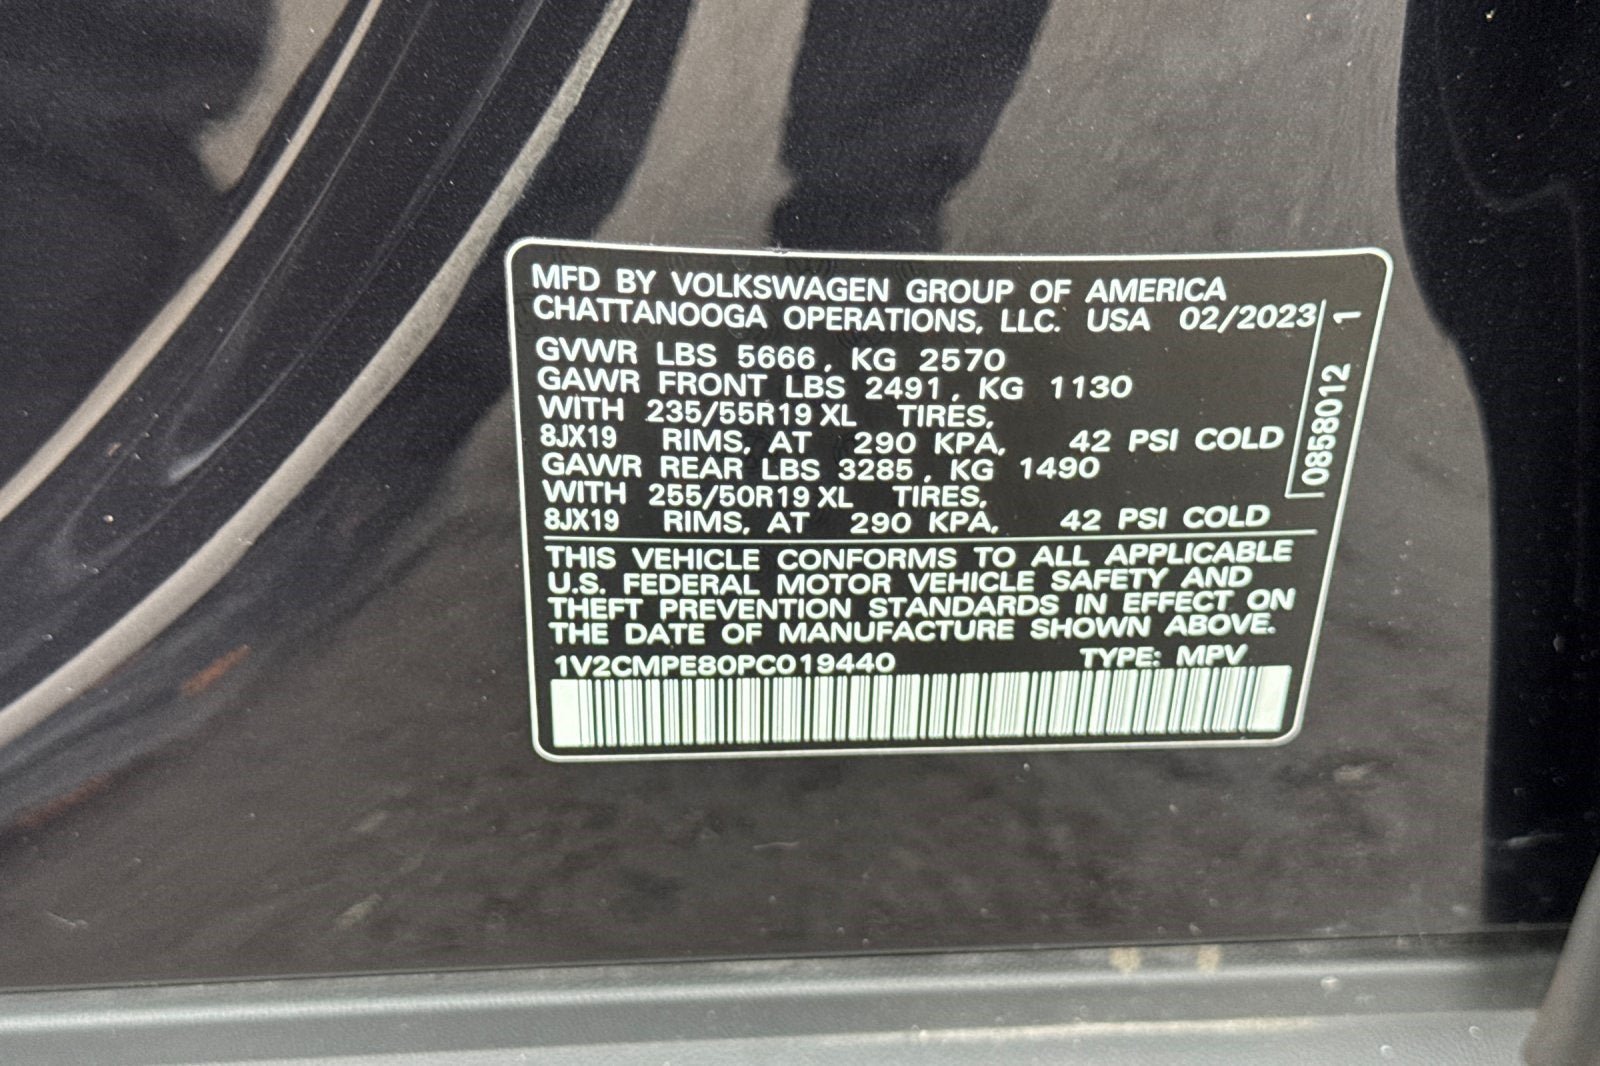 MFD BY VOLKSWAGEN GROUP OF AMERICA
CHATTANOOGA OPERATIONS, LLC. USA 02/2023
GVWR LBS 5666, KG 2570
GAWR FRONT LBS 2491, KG 1130
WITH 235/55R19 XL TIRES,
8JX19 RIMS, AT 290 KPA, 42 PSI COLD
GAWR REAR LBS 3285, KG 1490
WITH 255/50R19 XL TIRES,
8JX19 RIMS, AT 290 KPA, 42 PSI COLD
0858012 1
THIS VEHICLE CONFORMS TO ALL APPLICABLE
U.S. FEDERAL MOTOR VEHICLE SAFETY AND
THEFT PREVENTION STANDARDS IN EFFECT ON
THE DATE OF MANUFACTURE SHOWN ABOVE.
1V2CMPE80PC019440 TYPE: MPV